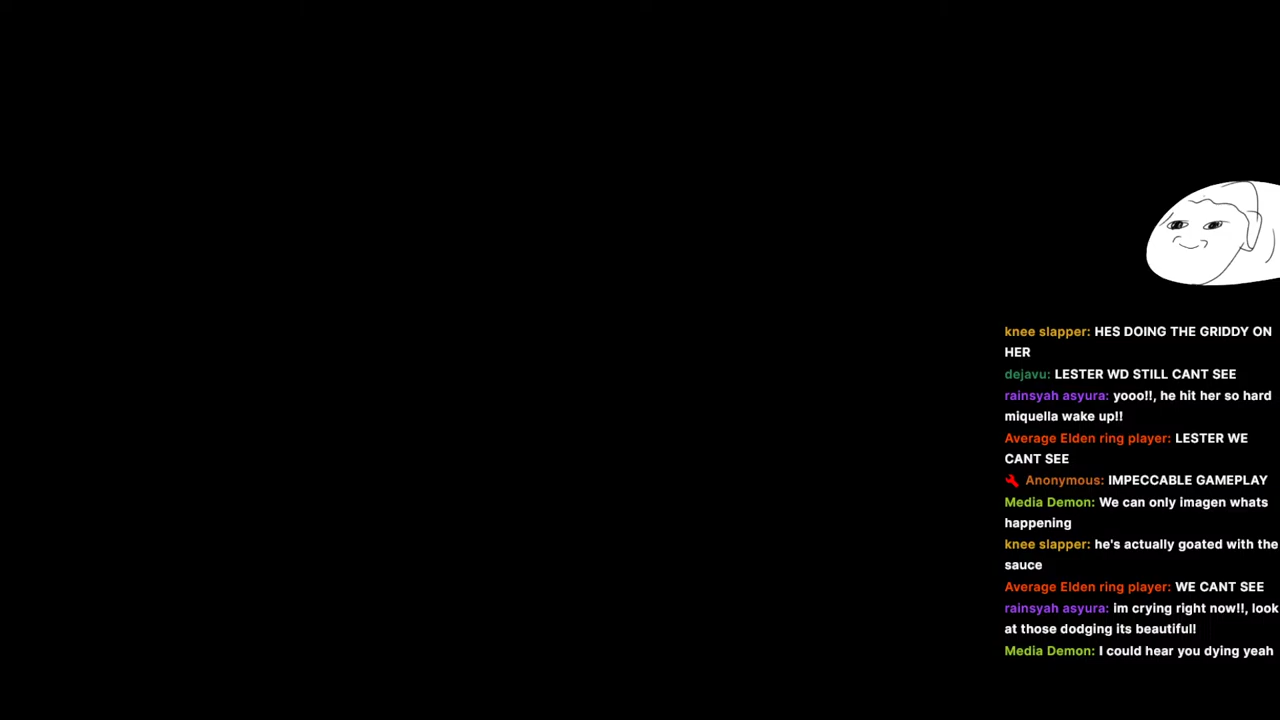 knee slapper: HES DOING THE GRIDDY ON
HER
dejavu: LESTER WD STILL CANT SEE
rainsyah asyura: yooo!!, he hit her so hard
miquella wake up!!
Average Elden ring player: LESTER WE
CANT SEE
Anonymous: IMPECCABLE GAMEPLAY
Media Demon: We can only imagen whats
happening
knee slapper: he's actually goated with the
sauce
Average Elden ring player: WE CANT SEE
rainsyah asyura: im crying right now!!, look
at those dodging its beautiful!
Media Demon: I could hear you dying yeah